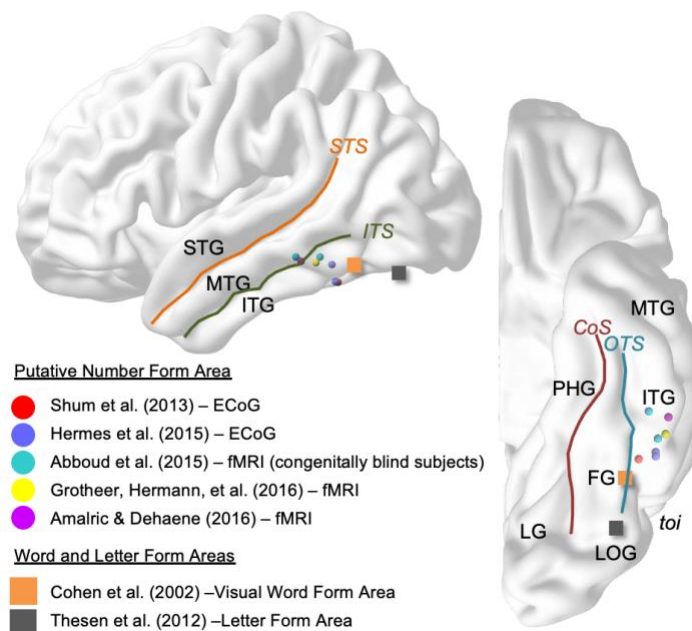 STS
ITS
STG
MTG
ITG
MTG
CoS
OTS
PHG
ITG
FG
toi
LG
LOG
Putative Number Form Area
Shum et al. (2013) – ECoG
Hermes et al. (2015) – ECoG
Abboud et al. (2015) – fMRI (congenitally blind subjects)
Grotheer, Hermann, et al. (2016) – fMRI
Amalric & Dehaene (2016) – fMRI
Word and Letter Form Areas
Cohen et al. (2002) –Visual Word Form Area
Thesen et al. (2012) –Letter Form Area